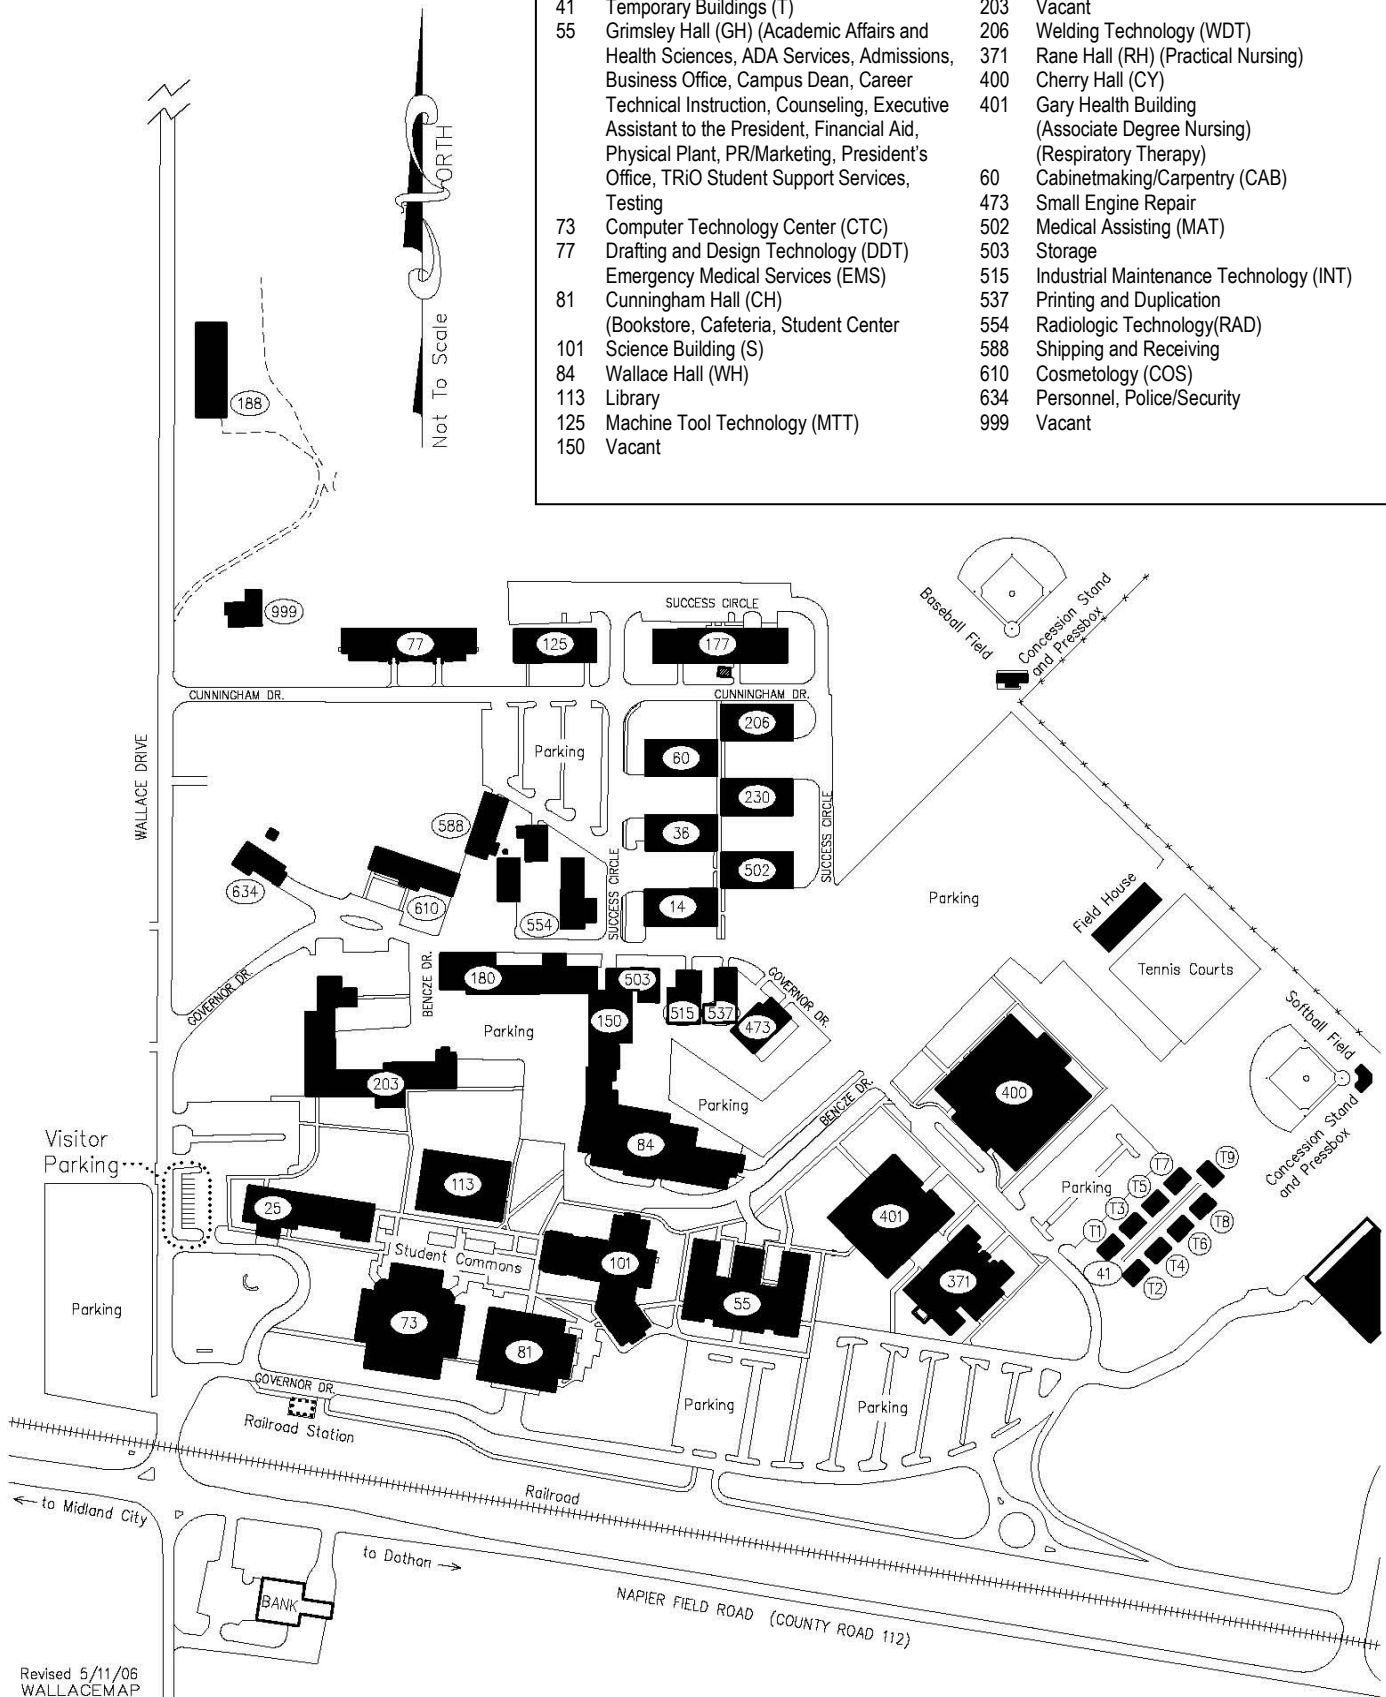 41 Temporary Buildings (T)
55 Grimsley Hall (GH) (Academic Affairs and
Health Sciences, ADA Services, Admissions,
Business Office, Campus Dean, Career
Technical Instruction, Counseling, Executive
Assistant to the President, Financial Aid,
Physical Plant, PR/Marketing, President's
Office, TRiO Student Support Services,
Testing
73 Computer Technology Center (CTC)
77 Drafting and Design Technology (DDT)
Emergency Medical Services (EMS)
81 Cunningham Hall (CH)
(Bookstore, Cafeteria, Student Center
101 Science Building (S)
84 Wallace Hall (WH)
113 Library
125 Machine Tool Technology (MTT)
150 Vacant
203 Vacant
206 Welding Technology (WDT)
371 Rane Hall (RH) (Practical Nursing)
400 Cherry Hall (CY)
401 Gary Health Building
(Associate Degree Nursing)
(Respiratory Therapy)
60 Cabinetmaking/Carpentry (CAB)
473 Small Engine Repair
502 Medical Assisting (MAT)
503 Storage
515 Industrial Maintenance Technology (INT)
537 Printing and Duplication
554 Radiologic Technology(RAD)
588 Shipping and Receiving
610 Cosmetology (COS)
634 Personnel, Police/Security
999 Vacant
NORTH
Not To Scale
188
999
77
125
SUCCESS CIRCLE
177
Baseball Field
Concession Stand
and Pressbox
CUNNINGHAM DR.
CUNNINGHAM DR.
206
Parking
60
WALLACE DRIVE
230
588
36
SUCCESS CIRCLE
SUCCESS CIRCLE
502
634
610
554
14
Parking
Field House
Tennis Courts
GOVERNOR DR.
BENCZE DR.
180
503
GOVERNOR DR.
Softball Field
Parking
150
515
537
473
203
400
Parking
BENCZE DR.
Concession Stand
and Pressbox
Visitor
Parking
84
113
25
401
Parking
T7
T9
T5
T3
T1
T8
T6
T4
T2
41
Student Commons
101
371
Parking
73
55
81
GOVERNOR DR.
Parking
Parking
Railroad Station
Railroad
to Midland City
to Dothan
BANK
NAPIER FIELD ROAD (COUNTY ROAD 112)
Revised 5/11/06
WALLACEMAP